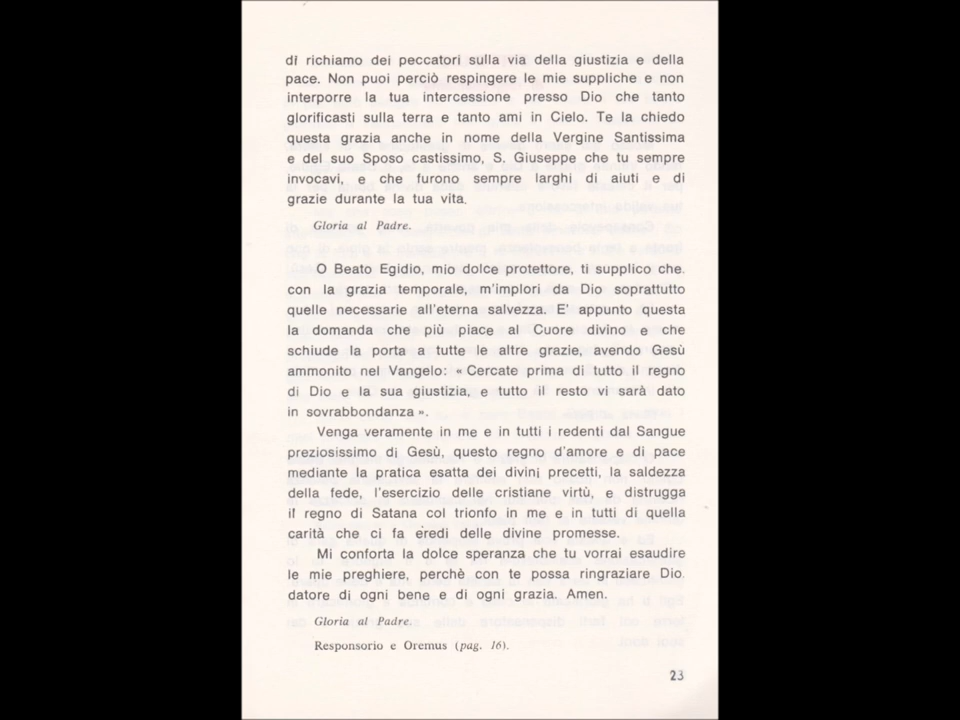 di richiamo dei peccatori sulla via della giustizia e della
pace. Non puoi perciò respingere le mie suppliche e non
interporre la tua intercessione presso Dio che tanto
glorificasti sulla terra e tanto ami in Cielo. Te la chiedo
questa grazia anche in nome della Vergine Santissima
e del suo Sposo castissimo, S. Giuseppe che tu sempre
invocavi, e che furono sempre larghi di aiuti e di
grazie durante la tua vita.
Gloria al Padre.
O Beato Egidio, mio dolce protettore, ti supplico che.
con la grazia temporale, m'implori da Dio soprattutto
quelle necessarie all'eterna salvezza. E' appunto questa
la domanda che più piace al Cuore divino e che
schiude la porta a tutte le altre grazie, avendo Gesù
ammonito nel Vangelo: « Cercate prima di tutto il regno
di Dio e la sua giustizia, e tutto il resto vi sarà dato
in sovrabbondanza ».
Venga veramente in me e in tutti i redenti dal Sangue
preziosissimo di Gesù, questo regno d'amore e di pace
mediante la pratica esatta dei divini precetti, la saldezza
della fede, l'esercizio delle cristiane virtù, e distrugga
il regno di Satana col trionfo in me e in tutti di quella
carità che ci fa eredi delle divine promesse.
Mi conforta la dolce speranza che tu vorrai esaudire
le mie preghiere, perchè con te possa ringraziare Dio.
datore di ogni bene e di ogni grazia. Amen.
Gloria al Padre.
Responsorio e Oremus (pag. 16).
23